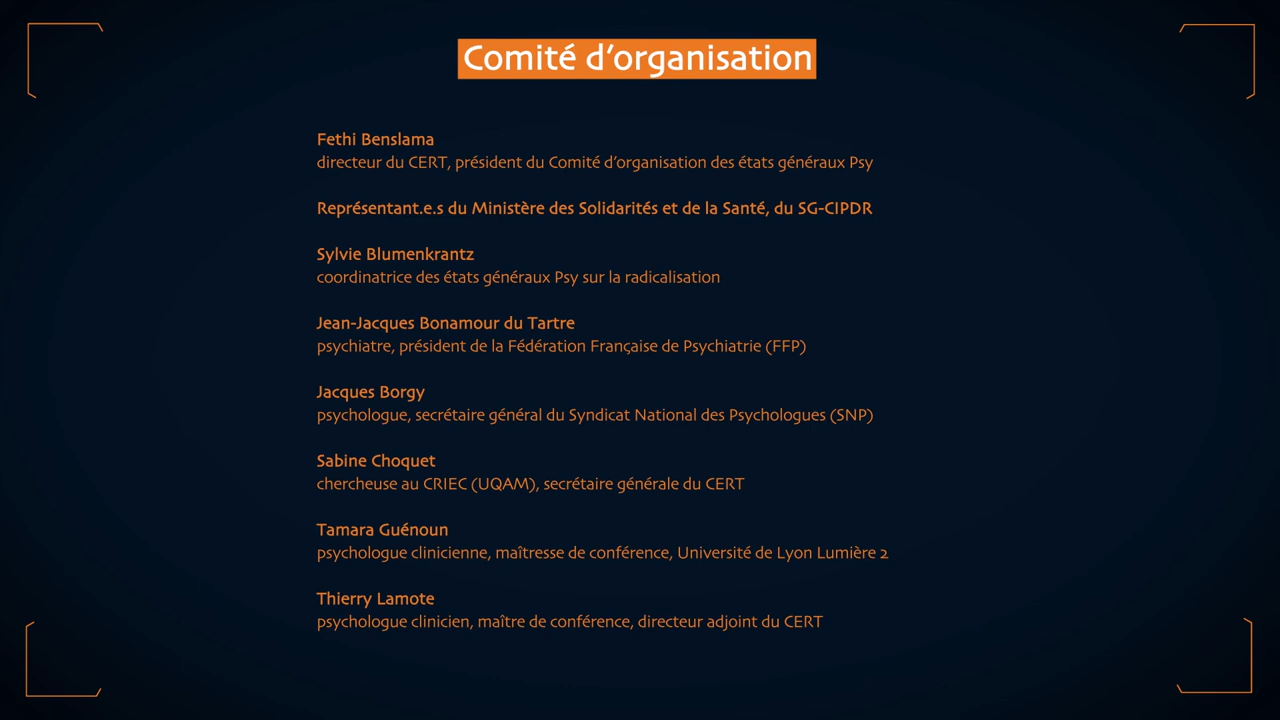 Comité d'organisation
Fethi Benslama
directeur du CERT, président du Comité d'organisation des états généraux Psy
Représentant.e.s du Ministère des Solidarités et de la Santé, du SG-CIPDR
Sylvie Blumenkrantz
coordinatrice des états généraux Psy sur la radicalisation
Jean-Jacques Bonamour du Tartre
psychiatre, président de la Fédération Française de Psychiatrie (FFP)
Jacques Borgy
psychologue, secrétaire général du Syndicat National des Psychologues (SNP)
Sabine Choquet
chercheuse au CRIEC (UQAM), secrétaire générale du CERT
Tamara Guénoun
psychologue clinicienne, maîtresse de conférence, Université de Lyon Lumière 2
Thierry Lamote
psychologue clinicien, maître de conférence, directeur adjoint du CERT